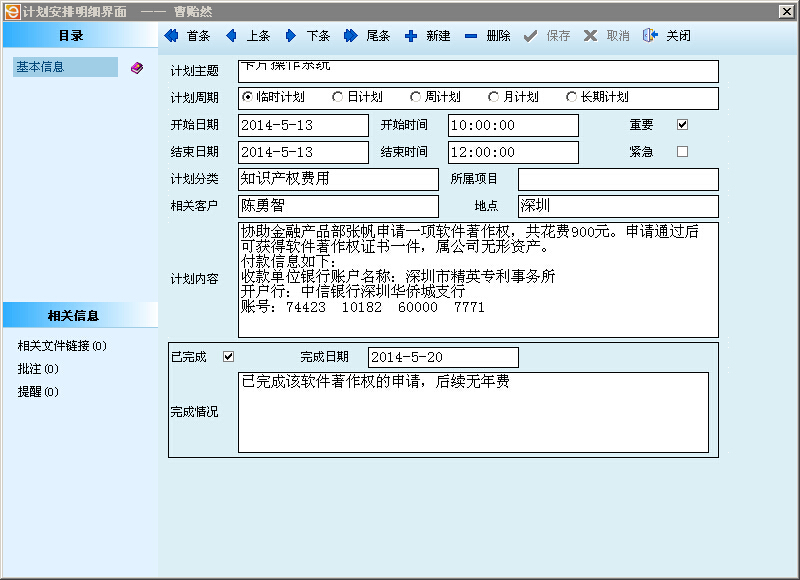 计划安排明细界面 —— 曹贻然
目录
首条 上条 下条 尾条 新建 删除 保存 取消 关闭
基本信息
计划主题 卡片操作系统
计划周期 临时计划 日计划 周计划 月计划 长期计划
开始日期 2014-5-13 开始时间 10:00:00 重要
结束日期 2014-5-13 结束时间 12:00:00 紧急
计划分类 知识产权费用 所属项目
相关客户 陈勇智 地点 深圳
计划内容
协助金融产品部张帆申请一项软件著作权，共花费900元。申请通过后
可获得软件著作权证书一件，属公司无形资产。
付款信息如下：
收款单位银行账户名称：深圳市精英专利事务所
开户行：中信银行深圳华侨城支行
账号：74423 10182 60000 7771
相关信息
相关文件链接(0)
批注(0)
提醒(0)
已完成 完成日期 2014-5-20
完成情况
已完成该软件著作权的申请，后续无年费